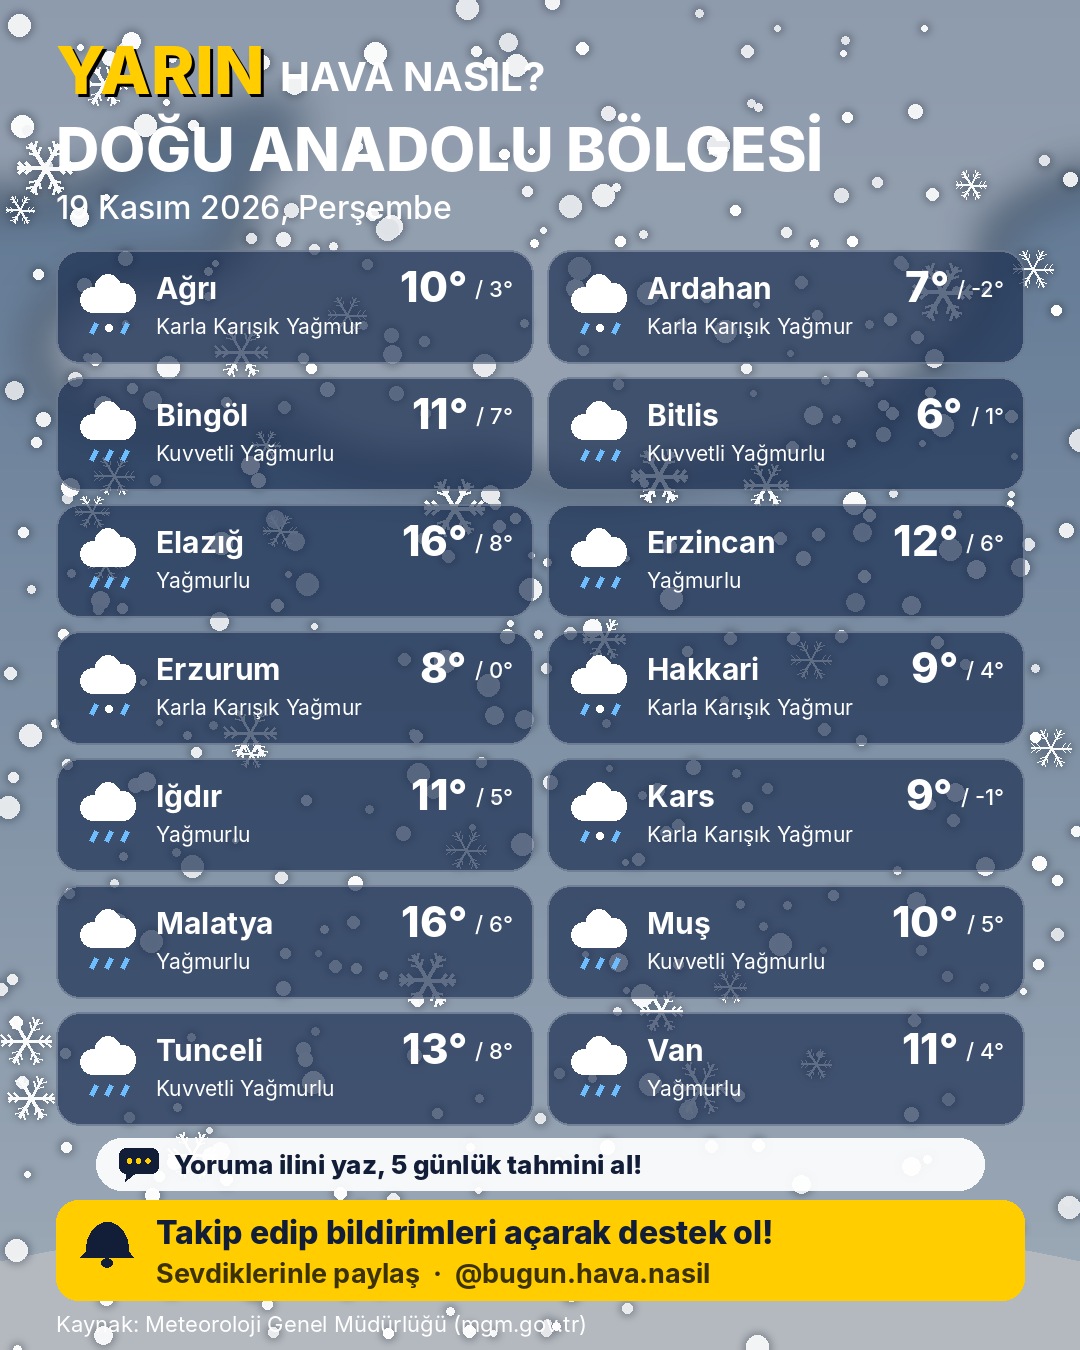 YARIN HAVA NASIL?
DOĞU ANADOLU BÖLGESİ
19 Kasım 2026, Perşembe
Ağrı 10° / 3°
Karla Karışık Yağmur
Ardahan 7° / -2°
Karla Karışık Yağmur
Bingöl 11° / 7°
Kuvvetli Yağmurlu
Bitlis 6° / 1°
Kuvvetli Yağmurlu
Elazığ 16° / 8°
Yağmurlu
Erzincan 12° / 6°
Yağmurlu
Erzurum 8° / 0°
Karla Karışık Yağmur
Hakkari 9° / 4°
Karla Karışık Yağmur
Iğdır 11° / 5°
Yağmurlu
Kars 9° / -1°
Karla Karışık Yağmur
Malatya 16° / 6°
Yağmurlu
Muş 10° / 5°
Kuvvetli Yağmurlu
Tunceli 13° / 8°
Kuvvetli Yağmurlu
Van 11° / 4°
Yağmurlu
Yoruma ilini yaz, 5 günlük tahmini al!
Takip edip bildirimleri açarak destek ol!
Sevdiklerinle paylaş · @bugun.hava.nasil
Kaynak: Meteoroloji Genel Müdürlüğü (mgm.gov.tr)